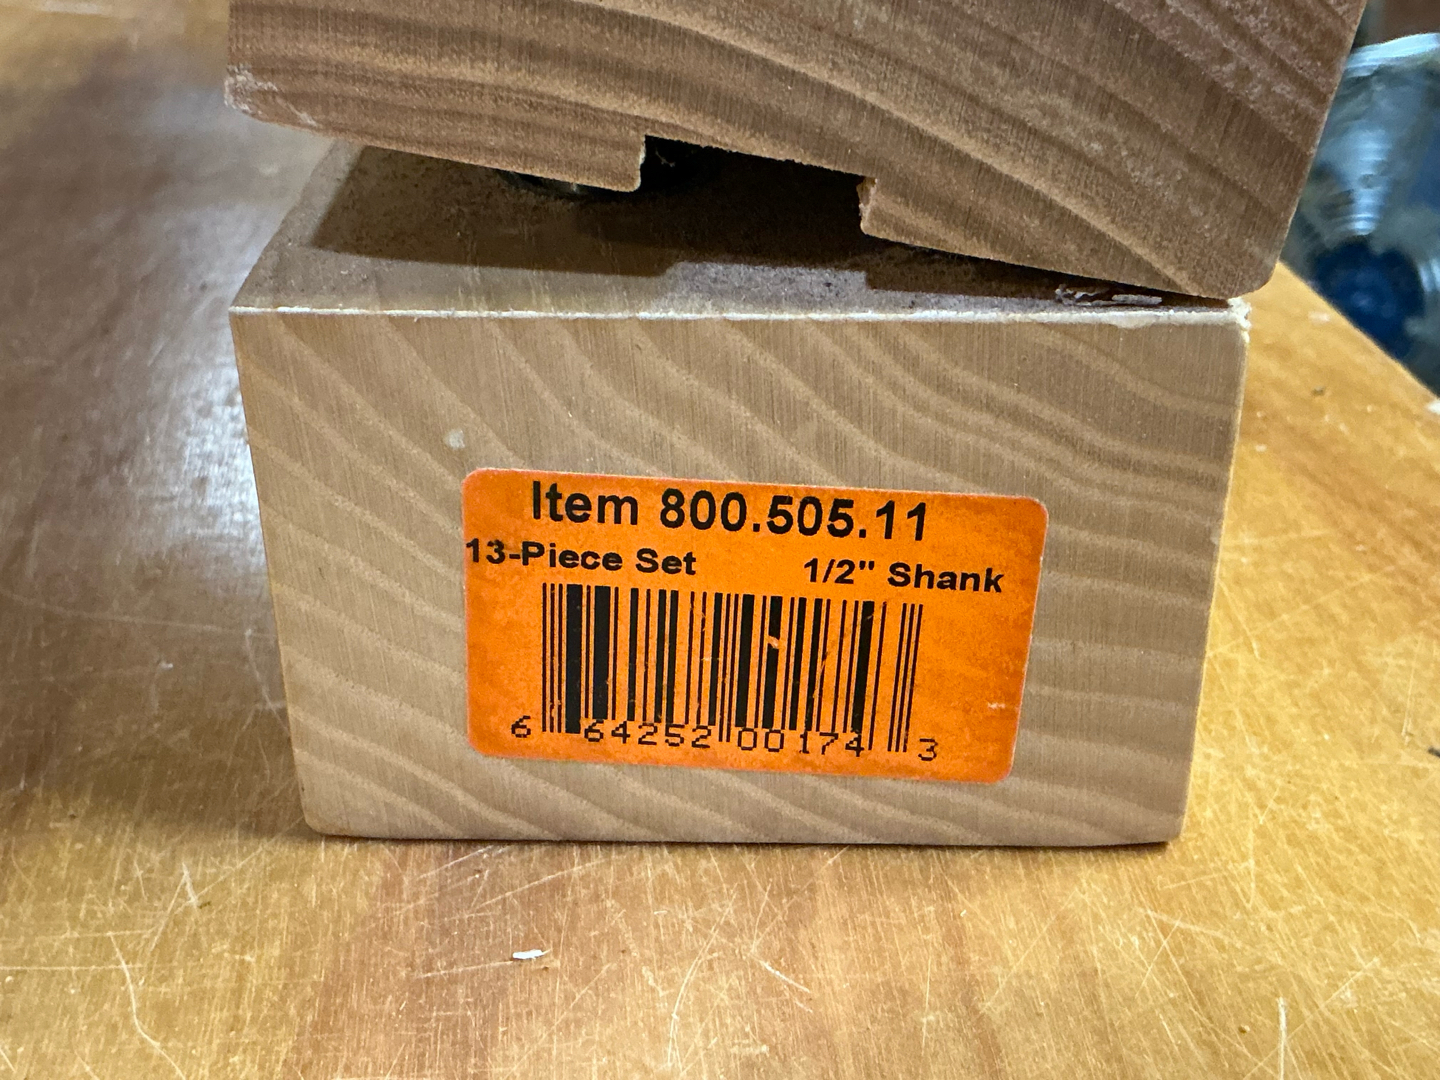 Item 800.505.11
13-Piece Set 1/2" Shank
6 64252 00174 3